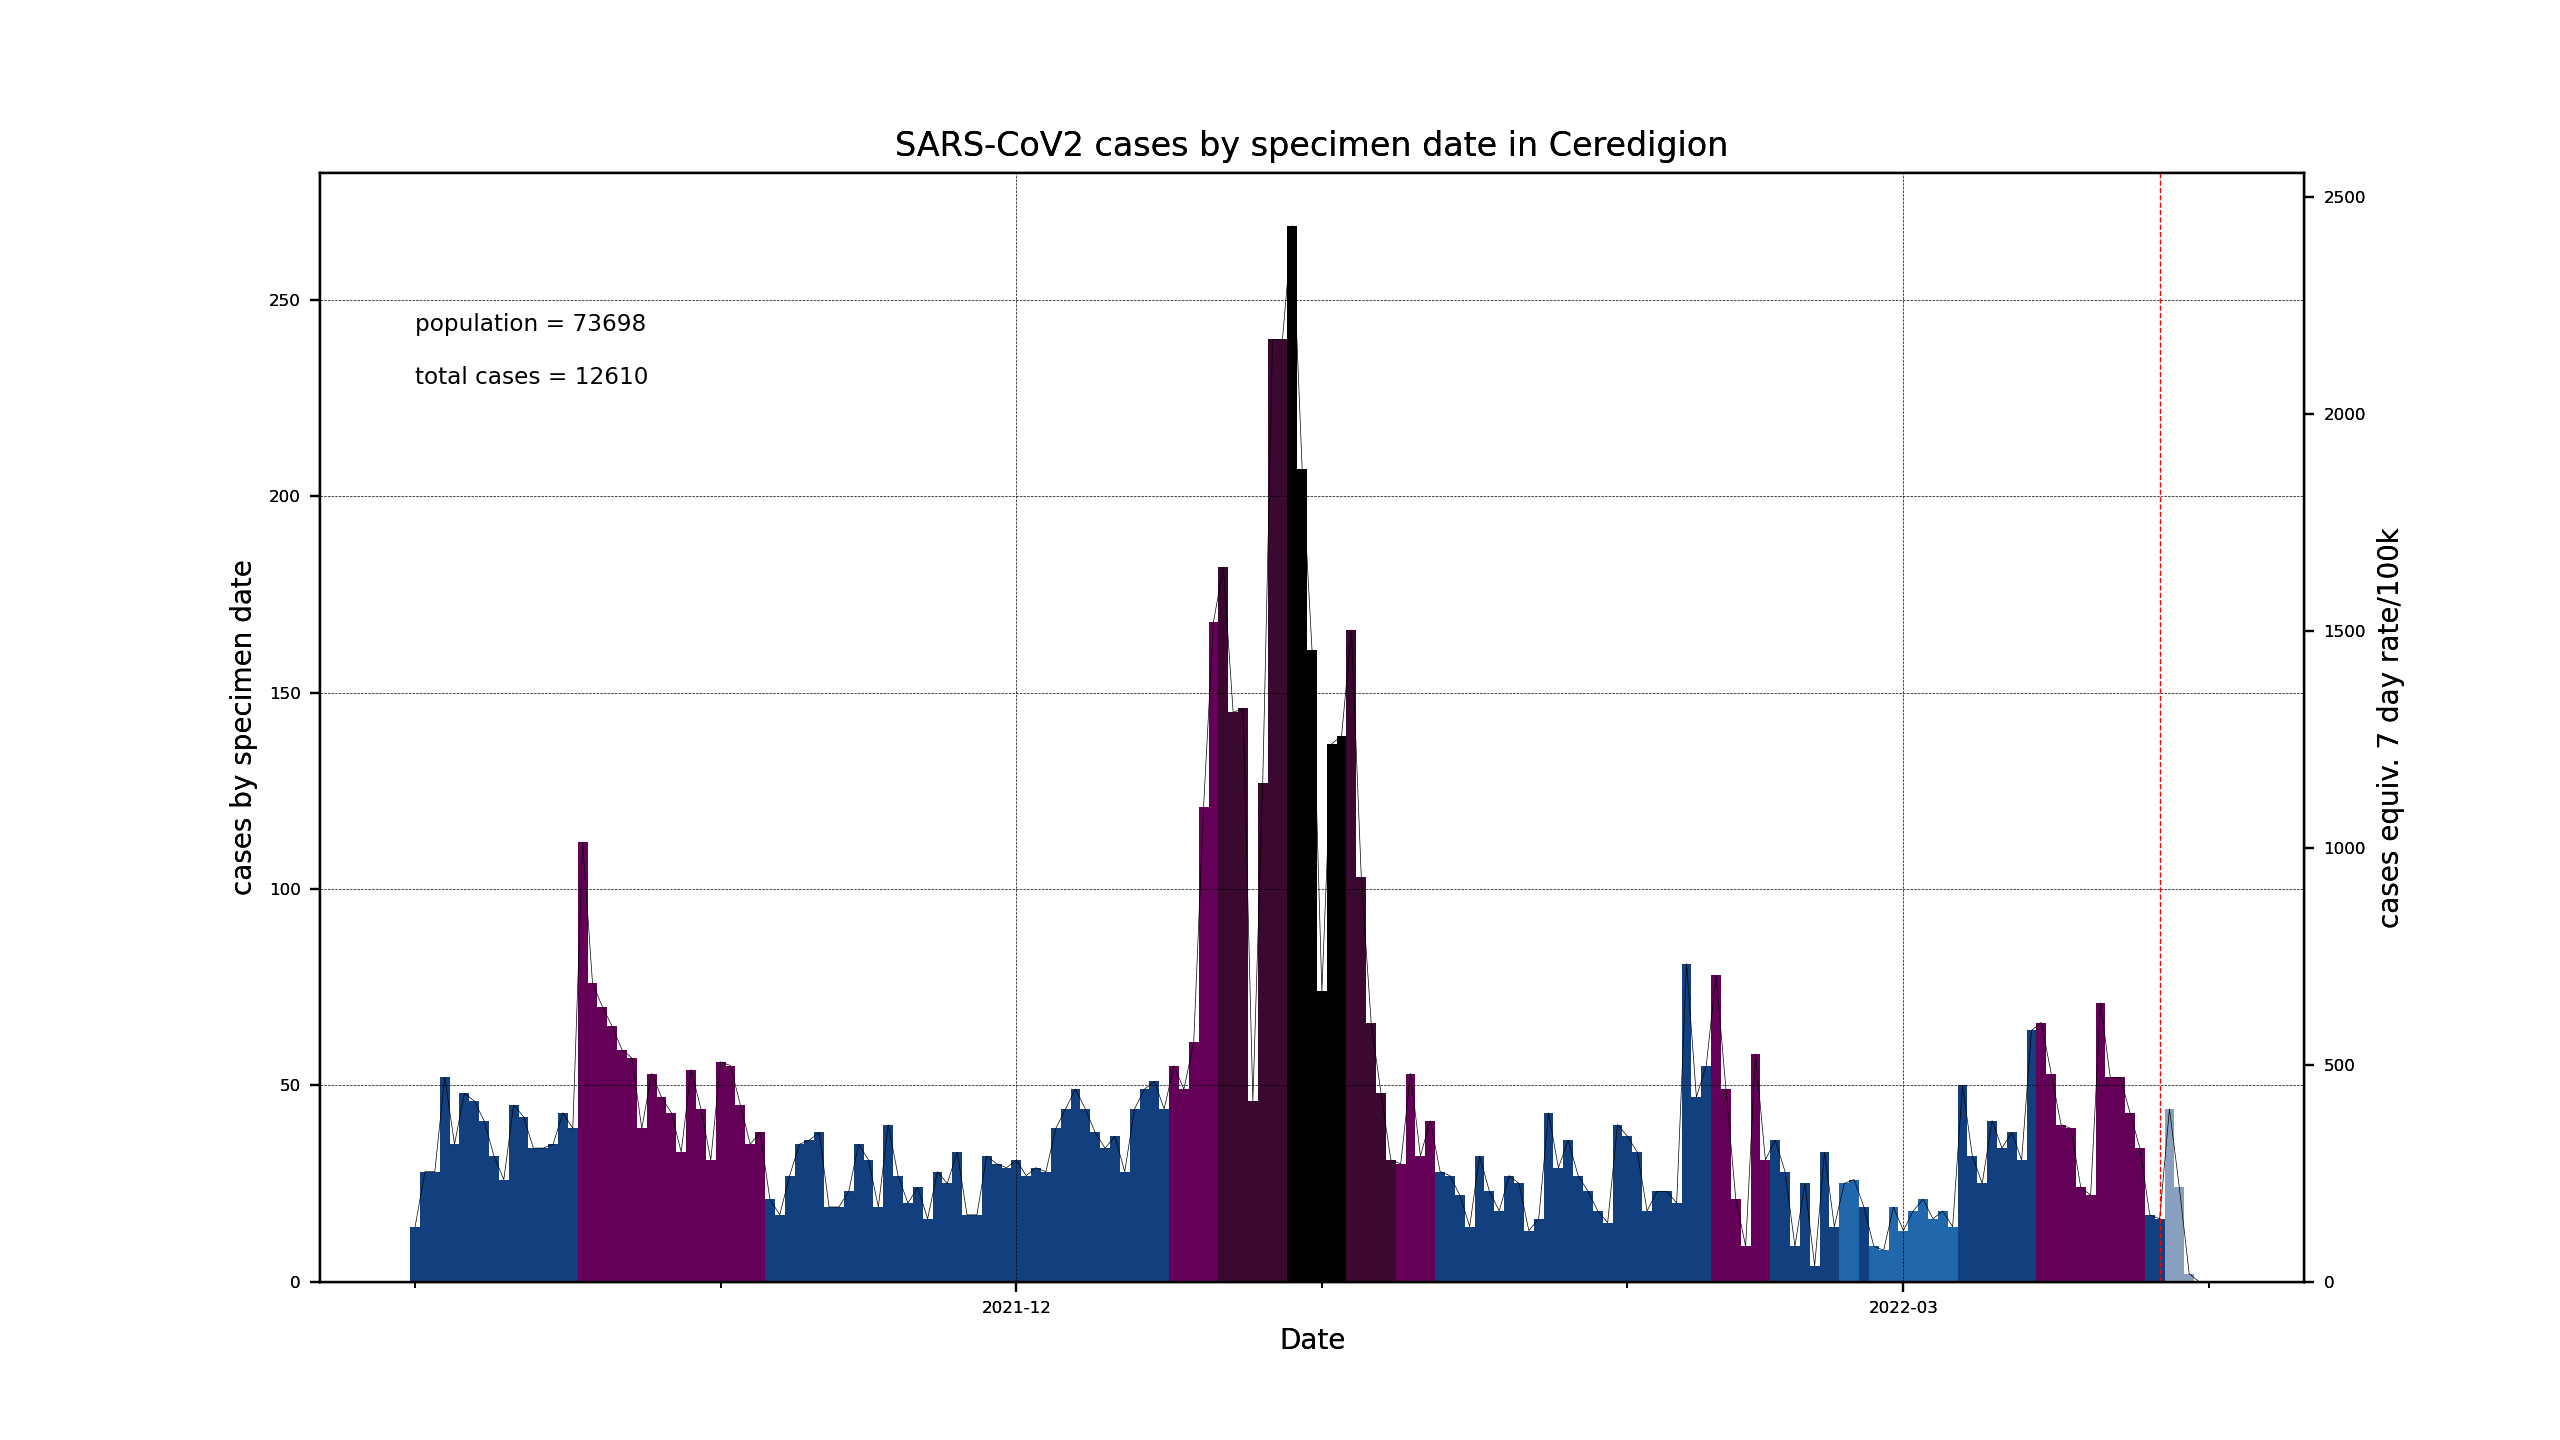 SARS-CoV2 cases by specimen date in Ceredigion
population = 73698
total cases = 12610
cases by specimen date
250
200
150
100
50
0
2500
2000
1500
1000
500
0
cases equiv. 7 day rate/100k
2021-12
2022-03
Date